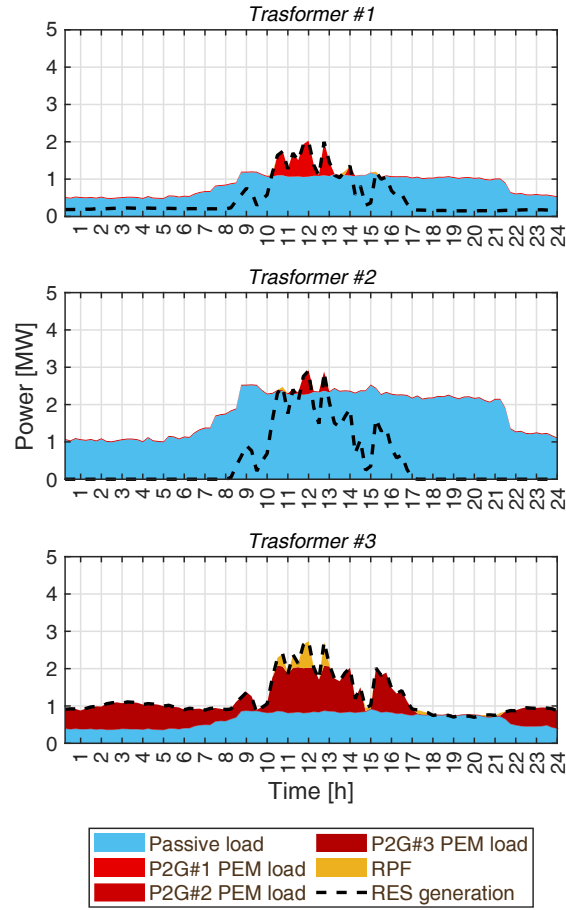 Trasformer #1
5
4
3
2
1
0
1 2 3 4 5 6 7 8 9 10 11 12 13 14 15 16 17 18 19 20 21 22 23 24
Trasformer #2
5
4
3
2
1
0
Power [MW]
1 2 3 4 5 6 7 8 9 10 11 12 13 14 15 16 17 18 19 20 21 22 23 24
Trasformer #3
5
4
3
2
1
0
1 2 3 4 5 6 7 8 9 10 11 12 13 14 15 16 17 18 19 20 21 22 23 24
Time [h]
Passive load
P2G#1 PEM load
P2G#2 PEM load
P2G#3 PEM load
RPF
RES generation